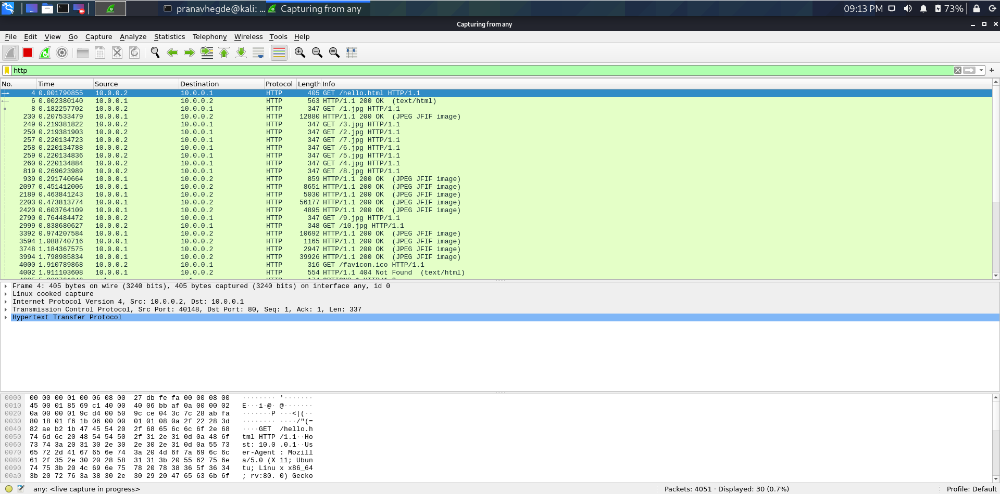 pranavhegde@kali: ... Capturing from any 09:13 PM 73%
Capturing from any
File Edit View Go Capture Analyze Statistics Telephony Wireless Tools Help
http
No. Time Source Destination Protocol Length Info
4 0.001790855 10.0.0.2 10.0.0.1 HTTP 405 GET /hello.html HTTP/1.1
6 0.002380140 10.0.0.1 10.0.0.2 HTTP 563 HTTP/1.1 200 OK (text/html)
8 0.182257702 10.0.0.2 10.0.0.1 HTTP 347 GET /1.jpg HTTP/1.1
230 0.207533479 10.0.0.1 10.0.0.2 HTTP 12880 HTTP/1.1 200 OK (JPEG JFIF image)
249 0.219381822 10.0.0.2 10.0.0.1 HTTP 347 GET /3.jpg HTTP/1.1
250 0.219381903 10.0.0.2 10.0.0.1 HTTP 347 GET /2.jpg HTTP/1.1
257 0.220134723 10.0.0.2 10.0.0.1 HTTP 347 GET /7.jpg HTTP/1.1
258 0.220134788 10.0.0.2 10.0.0.1 HTTP 347 GET /6.jpg HTTP/1.1
259 0.220134836 10.0.0.2 10.0.0.1 HTTP 347 GET /5.jpg HTTP/1.1
260 0.220134884 10.0.0.2 10.0.0.1 HTTP 347 GET /4.jpg HTTP/1.1
819 0.269623989 10.0.0.2 10.0.0.1 HTTP 347 GET /8.jpg HTTP/1.1
939 0.291740664 10.0.0.1 10.0.0.2 HTTP 859 HTTP/1.1 200 OK (JPEG JFIF image)
2097 0.451412006 10.0.0.1 10.0.0.2 HTTP 8651 HTTP/1.1 200 OK (JPEG JFIF image)
2189 0.463841243 10.0.0.1 10.0.0.2 HTTP 5030 HTTP/1.1 200 OK (JPEG JFIF image)
2203 0.473813774 10.0.0.1 10.0.0.2 HTTP 56177 HTTP/1.1 200 OK (JPEG JFIF image)
2420 0.603764109 10.0.0.1 10.0.0.2 HTTP 4895 HTTP/1.1 200 OK (JPEG JFIF image)
2790 0.764484472 10.0.0.2 10.0.0.1 HTTP 347 GET /9.jpg HTTP/1.1
2999 0.838680627 10.0.0.2 10.0.0.1 HTTP 348 GET /10.jpg HTTP/1.1
3392 0.974207584 10.0.0.1 10.0.0.2 HTTP 10692 HTTP/1.1 200 OK (JPEG JFIF image)
3594 1.088740716 10.0.0.1 10.0.0.2 HTTP 1165 HTTP/1.1 200 OK (JPEG JFIF image)
3748 1.184367575 10.0.0.1 10.0.0.2 HTTP 2947 HTTP/1.1 200 OK (JPEG JFIF image)
3994 1.798985834 10.0.0.1 10.0.0.2 HTTP 39926 HTTP/1.1 200 OK (JPEG JFIF image)
4000 1.910789868 10.0.0.2 10.0.0.1 HTTP 316 GET /favicon.ico HTTP/1.1
4002 1.911103608 10.0.0.1 10.0.0.2 HTTP 554 HTTP/1.1 404 Not Found (text/html)
Frame 4: 405 bytes on wire (3240 bits), 405 bytes captured (3240 bits) on interface any, id 0
Linux cooked capture
Internet Protocol Version 4, Src: 10.0.0.2, Dst: 10.0.0.1
Transmission Control Protocol, Src Port: 40148, Dst Port: 80, Seq: 1, Ack: 1, Len: 337
Hypertext Transfer Protocol
0000 00 00 00 01 00 06 08 00 27 db fe fa 00 00 08 00 ········ '·······
0010 45 00 01 85 69 c1 40 00 40 06 bb af 0a 00 00 02 E···i·@· @·······
0020 0a 00 00 01 9c d4 00 50 9c ce 04 3c 7c 28 ab fa ·······P ···<|(··
0030 80 18 01 f6 1b 06 00 00 01 01 08 0a 2f 22 28 3d ········ ····/"(=
0040 82 ae b2 1b 47 45 54 20 2f 68 65 6c 6c 6f 2e 68 ····GET /hello.h
0050 74 6d 6c 20 48 54 54 50 2f 31 2e 31 0d 0a 48 6f tml HTTP /1.1··Ho
0060 73 74 3a 20 31 30 2e 30 2e 30 2e 31 0d 0a 55 73 st: 10.0 .0.1··Us
0070 65 72 2d 41 67 65 6e 74 3a 20 4d 6f 7a 69 6c 6c er-Agent : Mozill
0080 61 2f 35 2e 30 20 28 58 31 31 3b 20 55 62 75 6e a/5.0 (X 11; Ubun
0090 74 75 3b 20 4c 69 6e 75 78 20 78 38 36 5f 36 34 tu; Linu x x86_64
00a0 3b 20 72 76 3a 38 30 2e 30 29 20 47 65 63 6b 6f ; rv:80. 0) Gecko
any: <live capture in progress> Packets: 4051 · Displayed: 30 (0.7%) Profile: Default